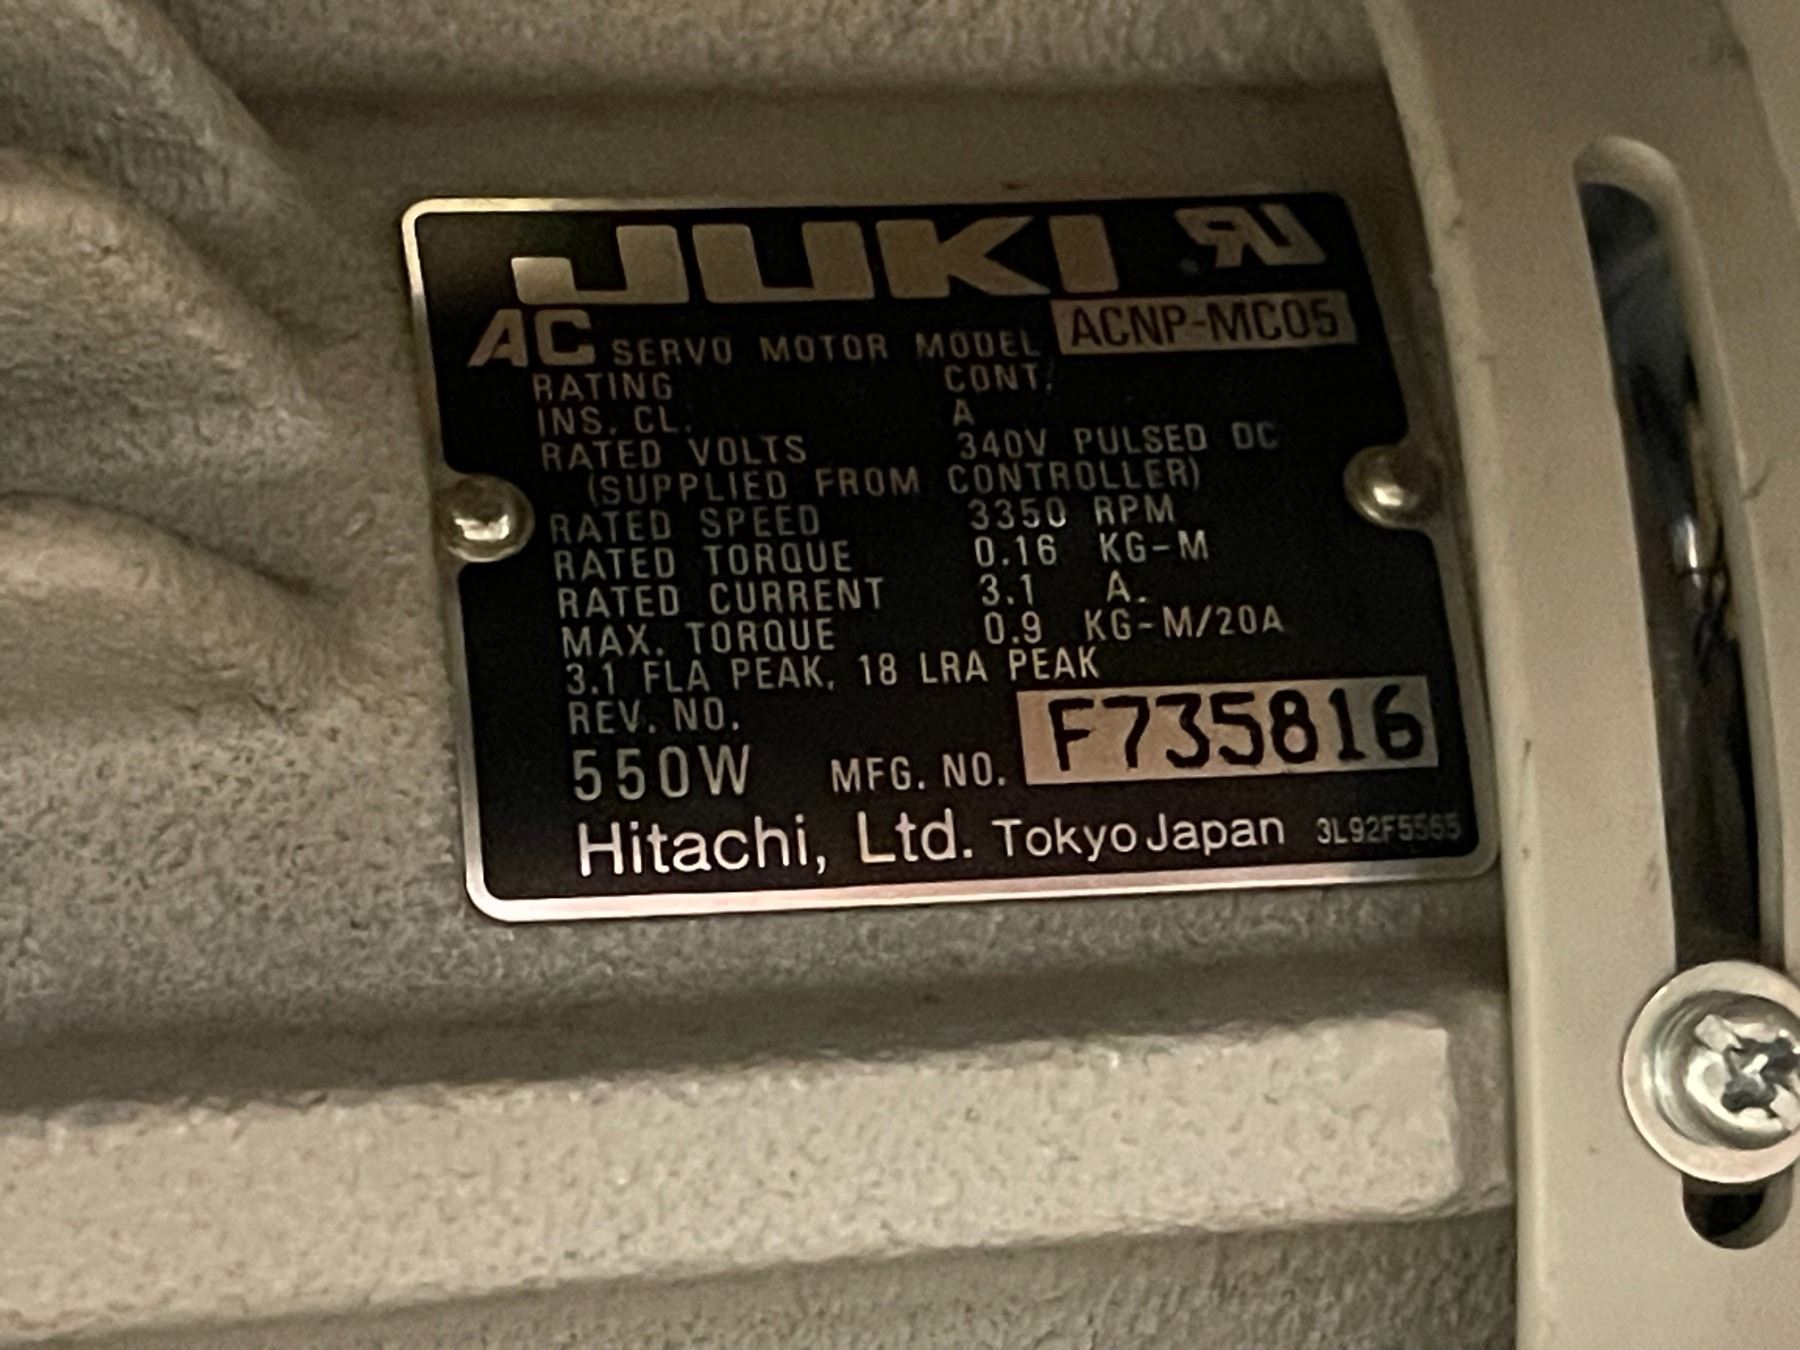 JUKI
AC SERVO MOTOR MODEL ACNP-MC05
RATING CONT.
INS. CL. A
RATED VOLTS 340V PULSED DC
(SUPPLIED FROM CONTROLLER)
RATED SPEED 3350 RPM
RATED TORQUE 0.16 KG-M
RATED CURRENT 3.1 A.
MAX. TORQUE 0.9 KG-M/20A
3.1 FLA PEAK, 18 LRA PEAK
REV. NO.
550W MFG. NO. F735816
Hitachi, Ltd. Tokyo Japan 3L92F5565